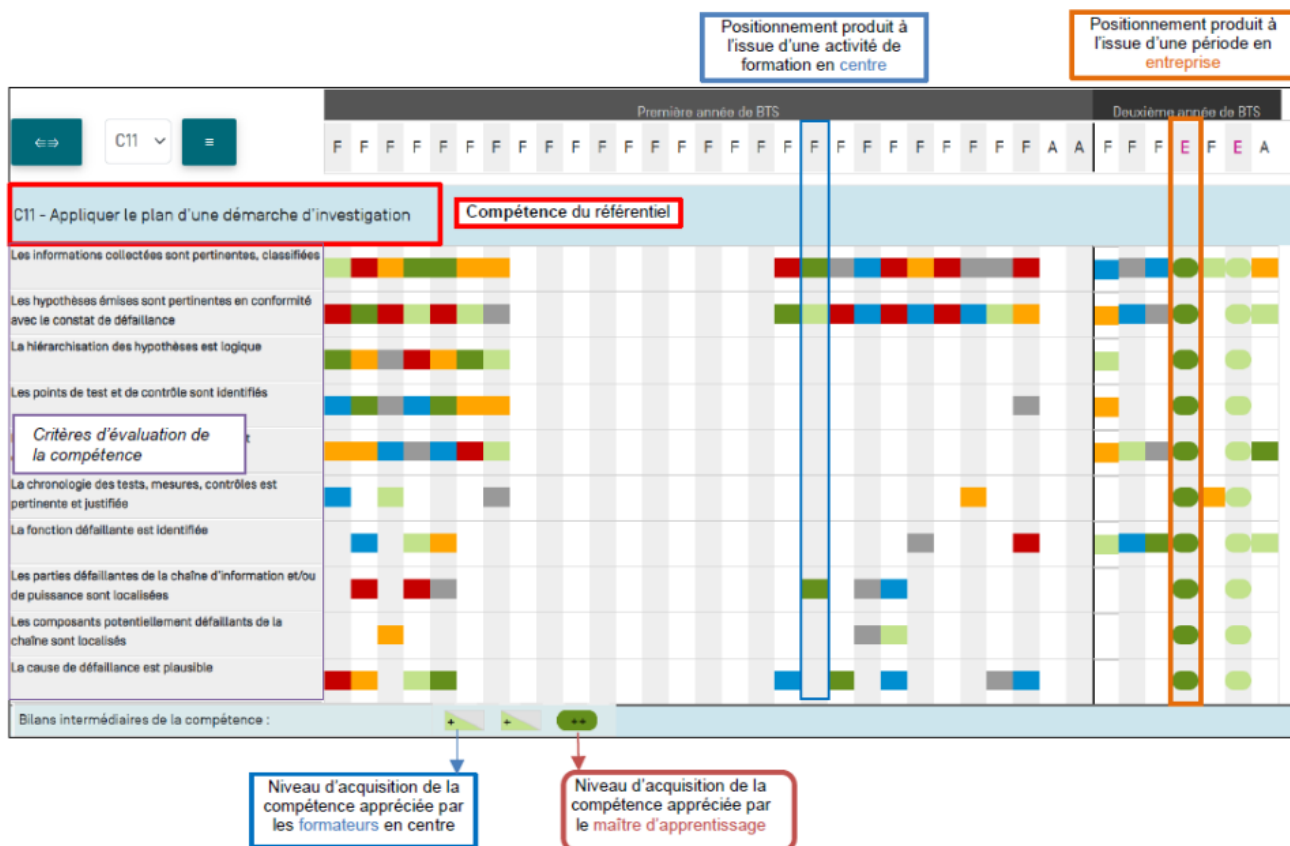 Positionnement produit à
l'issue d'une activité de
formation en centre
Positionnement produit à
l'issue d'une période en
entreprise
Première année de BTS
Deuxième année de BTS
⇐⇒
C11
≡
F F F F F F F F F F F F F F F F F F F F F F F F F F F A A F F F E F E A
C11 - Appliquer le plan d'une démarche d'investigation
Compétence du référentiel
Les informations collectées sont pertinentes, classifiées
Les hypothèses émises sont pertinentes en conformité
avec le constat de défaillance
La hiérarchisation des hypothèses est logique
Les points de test et de contrôle sont identifiés
Critères d'évaluation de
la compétence
La chronologie des tests, mesures, contrôles est
pertinente et justifiée
La fonction défaillante est identifiée
Les parties défaillantes de la chaîne d'information et/ou
de puissance sont localisées
Les composants potentiellement défaillants de la
chaîne sont localisés
La cause de défaillance est plausible
Bilans intermédiaires de la compétence :
+ + ++
Niveau d'acquisition de la
compétence appréciée par
les formateurs en centre
Niveau d'acquisition de la
compétence appréciée par
le maître d'apprentissage